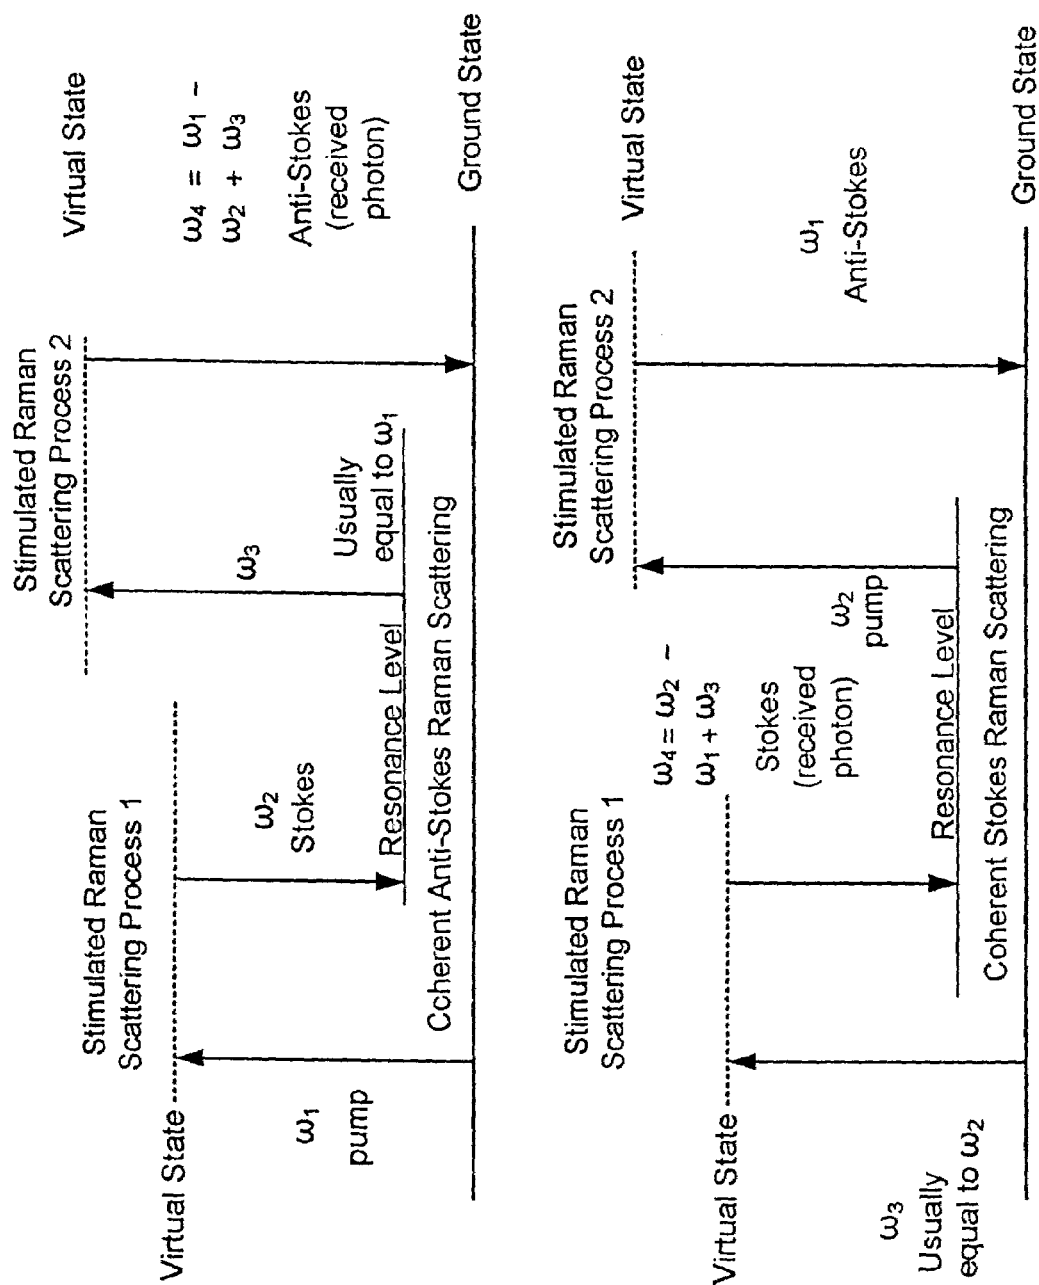 Stimulated Raman
Scattering Process 1
Stimulated Raman
Scattering Process 2
Virtual State
Virtual State
ω1
pump
ω2
Stokes
ω3
Usually
equal to ω1
ω4 = ω1 −
ω2 + ω3
Anti-Stokes
(received
photon)
Resonance Level
Ccherent Anti-Stokes Raman Scattering
Ground State
Stimulated Raman
Scattering Process 1
Stimulated Raman
Scattering Process 2
Virtual State
Virtual State
ω3
Usually
equal to ω2
ω4 = ω2 −
ω1 + ω3
Stokes
(received
photon)
ω2
pump
ω1
Anti-Stokes
Resonance Level
Coherent Stokes Raman Scattering
Ground State